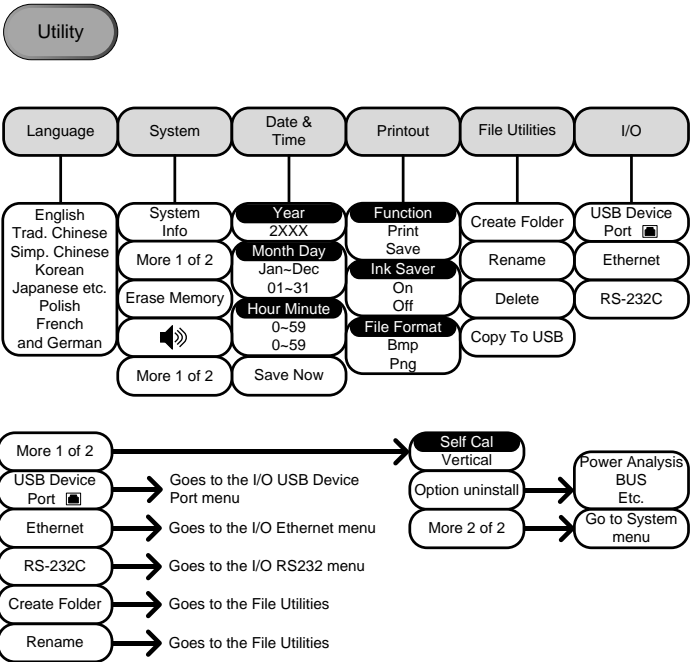 Utility
Language
System
Date &
Time
Printout
File Utilities
I/O
English
Trad. Chinese
Simp. Chinese
Korean
Japanese etc.
Polish
French
and German
System
Info
More 1 of 2
Erase Memory
More 1 of 2
Year
2XXX
Month Day
Jan~Dec
01~31
Hour Minute
0~59
0~59
Save Now
Function
Print
Save
Ink Saver
On
Off
File Format
Bmp
Png
Create Folder
Rename
Delete
Copy To USB
USB Device
Port
Ethernet
RS-232C
More 1 of 2
Self Cal
Vertical
Option uninstall
Power Analysis
BUS
Etc.
More 2 of 2
Go to System
menu
USB Device
Port
Goes to the I/O USB Device
Port menu
Ethernet
Goes to the I/O Ethernet menu
RS-232C
Goes to the I/O RS232 menu
Create Folder
Goes to the File Utilities
Rename
Goes to the File Utilities